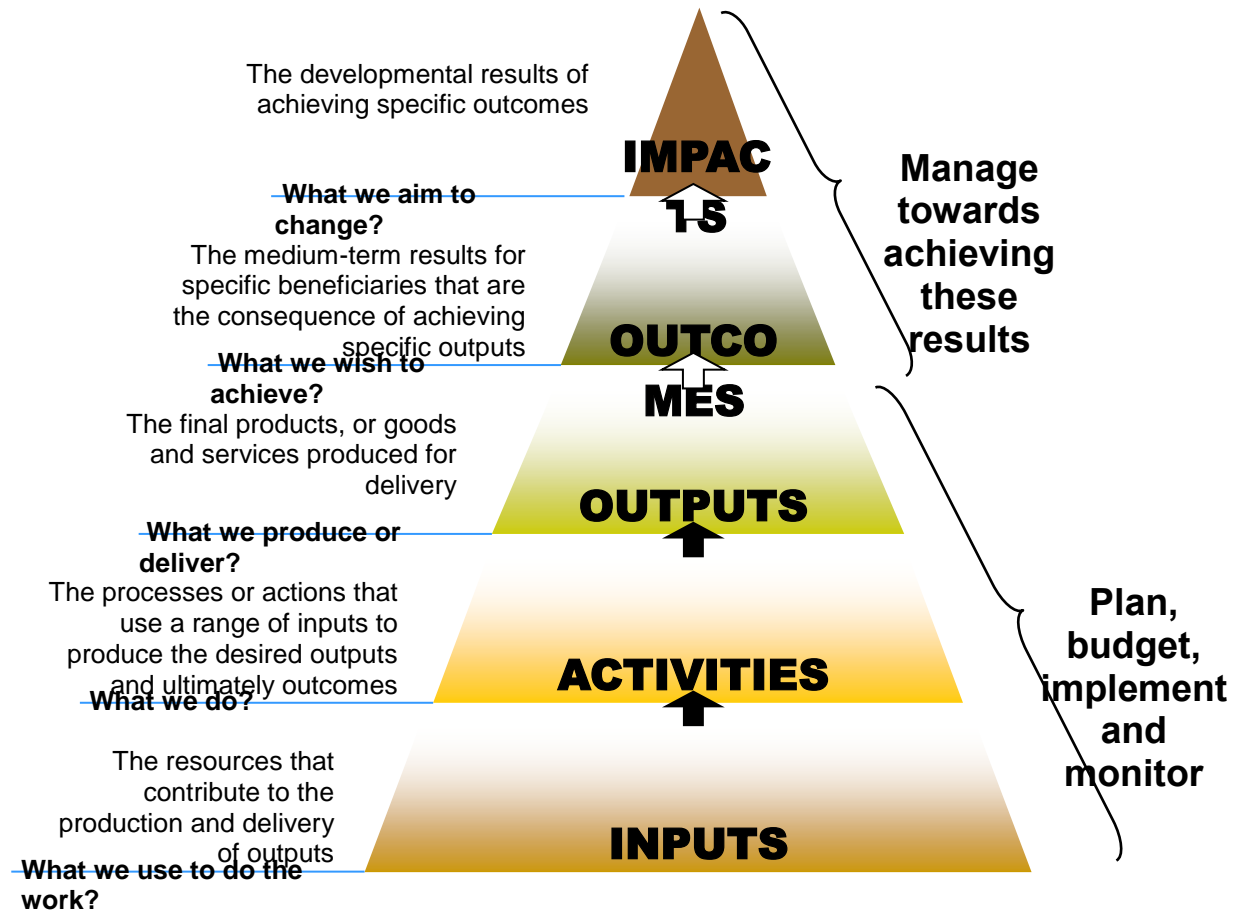 The developmental results of
achieving specific outcomes
IMPAC
TS
What we aim to
change?
The medium-term results for
specific beneficiaries that are
the consequence of achieving
specific outputs
OUTCO
MES
What we wish to
achieve?
The final products, or goods
and services produced for
delivery
OUTPUTS
What we produce or
deliver?
The processes or actions that
use a range of inputs to
produce the desired outputs
and ultimately outcomes
ACTIVITIES
What we do?
The resources that
contribute to the
production and delivery
of outputs
INPUTS
What we use to do the
work?
Manage
towards
achieving
these
results
Plan,
budget,
implement
and
monitor